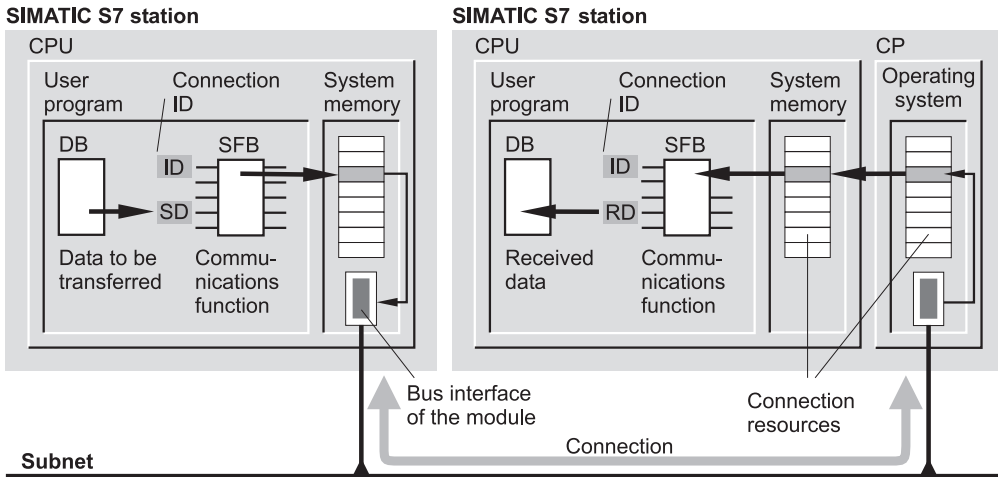 SIMATIC S7 station
CPU
User
program
Connection
ID
System
memory
DB
ID
SD
SFB
Data to be
transferred
Commu-
nications
function
Bus interface
of the module
SIMATIC S7 station
CPU
User
program
Connection
ID
System
memory
DB
ID
RD
SFB
Received
data
Commu-
nications
function
CP
Operating
system
Connection
resources
Connection
Subnet